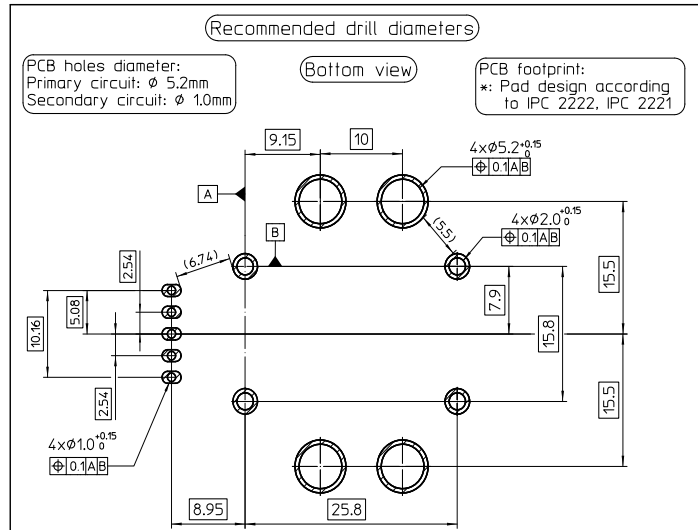 Recommended drill diameters
PCB holes diameter:
Primary circuit: Ø 5.2mm
Secondary circuit: Ø 1.0mm
Bottom view
PCB footprint:
*: Pad design according
to IPC 2222, IPC 2221
9.15
10
4xØ5.2 +0.15 0
⌖ 0.1 A B
A
B
(5.5)
4xØ2.0 +0.15 0
⌖ 0.1 A B
(6.74)
2.54
5.08
10.16
2.54
7.9
15.8
15.5
15.5
4xØ1.0 +0.15 0
⌖ 0.1 A B
8.95
25.8